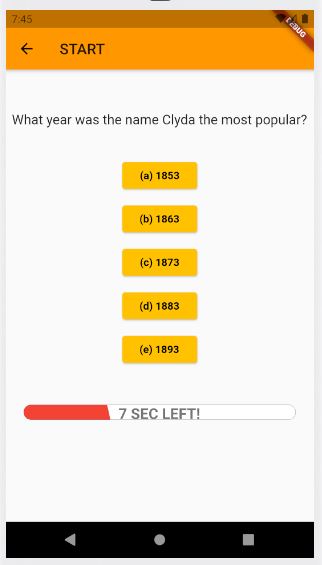 7:45
DEBUG
START
What year was the name Clyda the most popular?
(a) 1853
(b) 1863
(c) 1873
(d) 1883
(e) 1893
7 SEC LEFT!